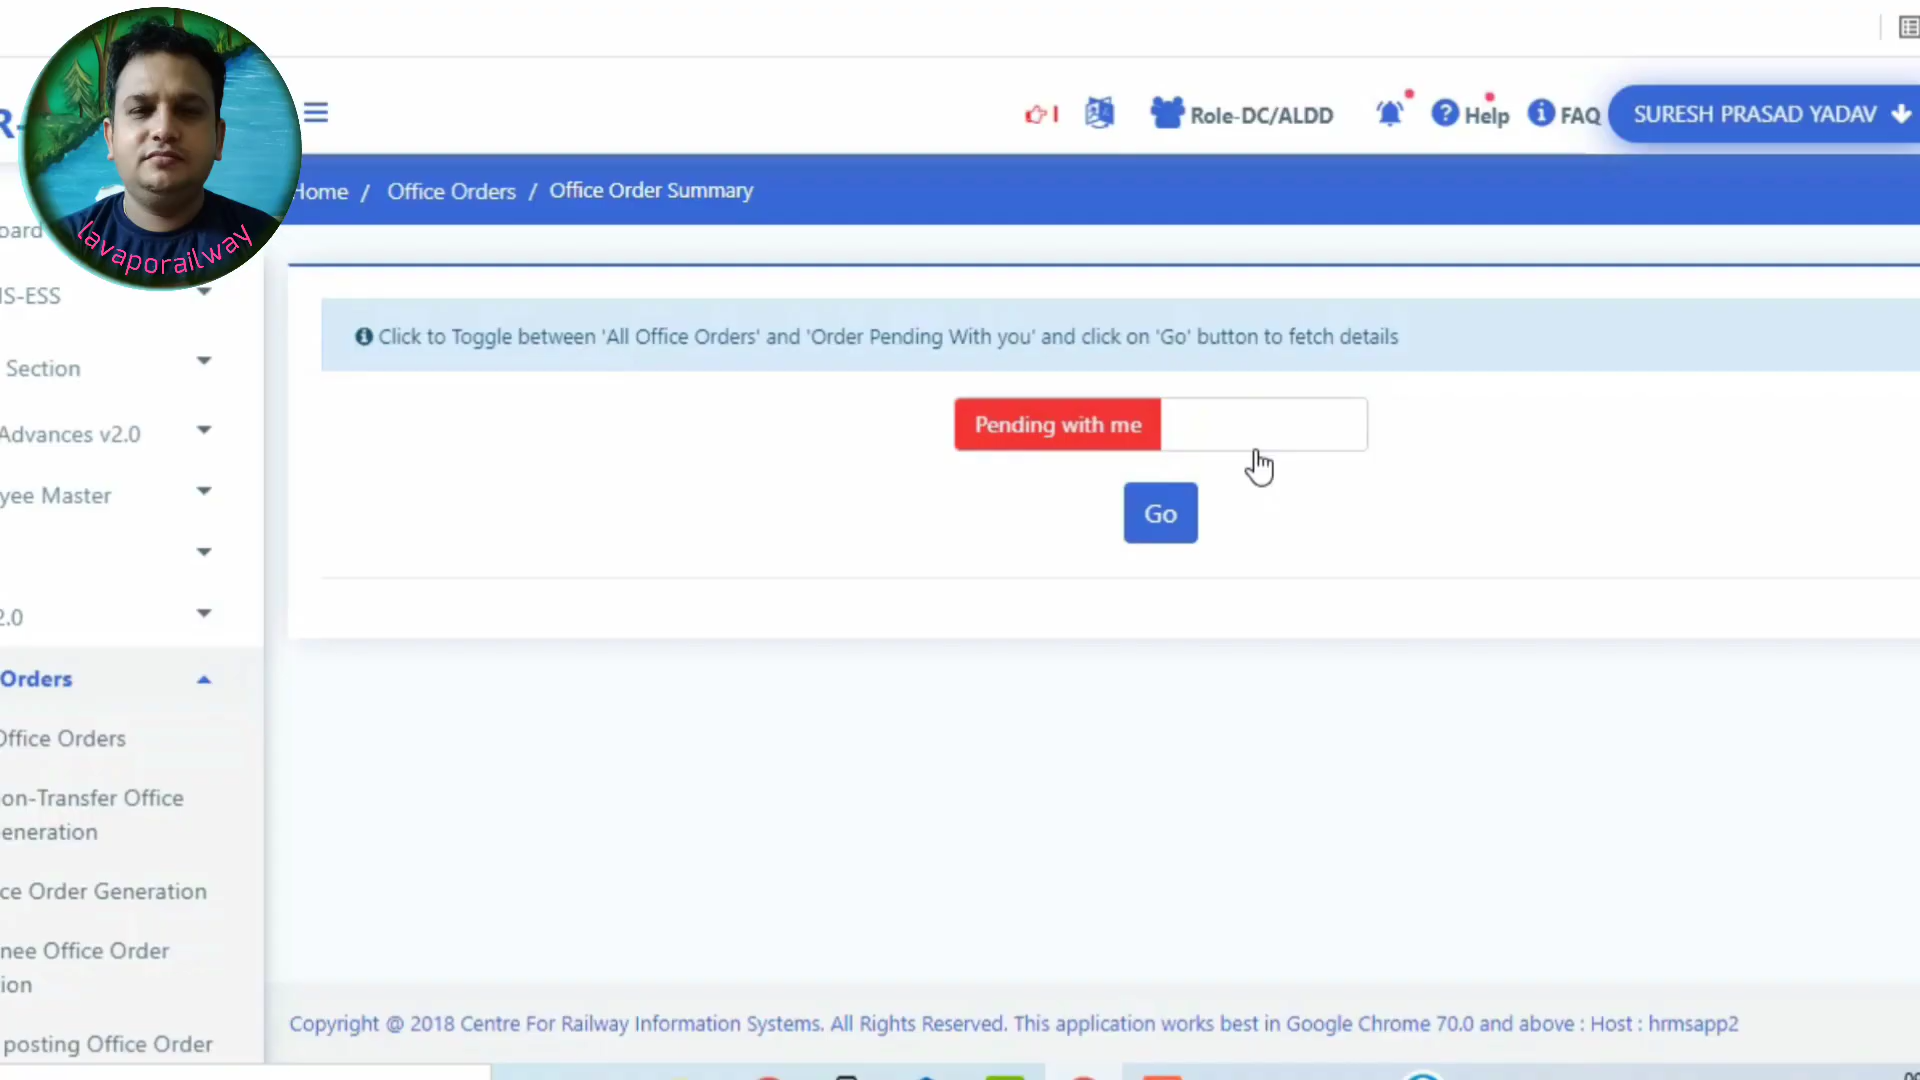 R-
Role-DC/ALDD
Help
FAQ
SURESH PRASAD YADAV
lavaporailway
Home / Office Orders / Office Order Summary
oard
IS-ESS
Section
Advances v2.0
yee Master
2.0
Orders
Office Orders
on-Transfer Office
eneration
ce Order Generation
nee Office Order
ion
posting Office Order
Click to Toggle between 'All Office Orders' and 'Order Pending With you' and click on 'Go' button to fetch details
Pending with me
Go
Copyright @ 2018 Centre For Railway Information Systems. All Rights Reserved. This application works best in Google Chrome 70.0 and above : Host : hrmsapp2